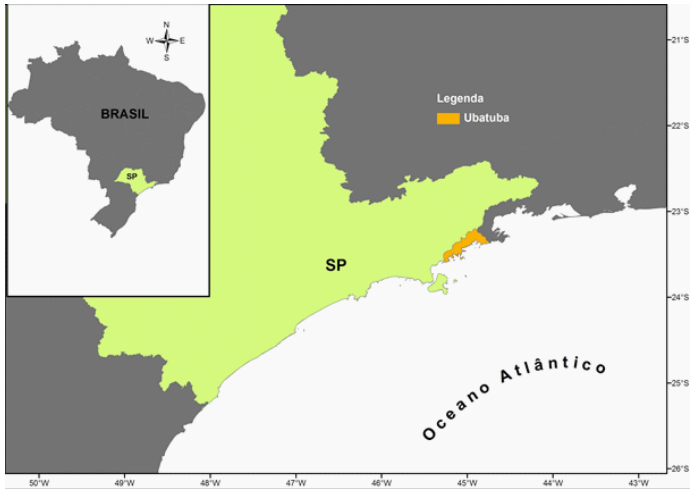 N
W E
S
BRASIL
SP
Legenda
Ubatuba
SP
Oceano Atlântico
21°S
22°S
23°S
24°S
25°S
26°S
50°W 49°W 48°W 47°W 46°W 45°W 44°W 43°W